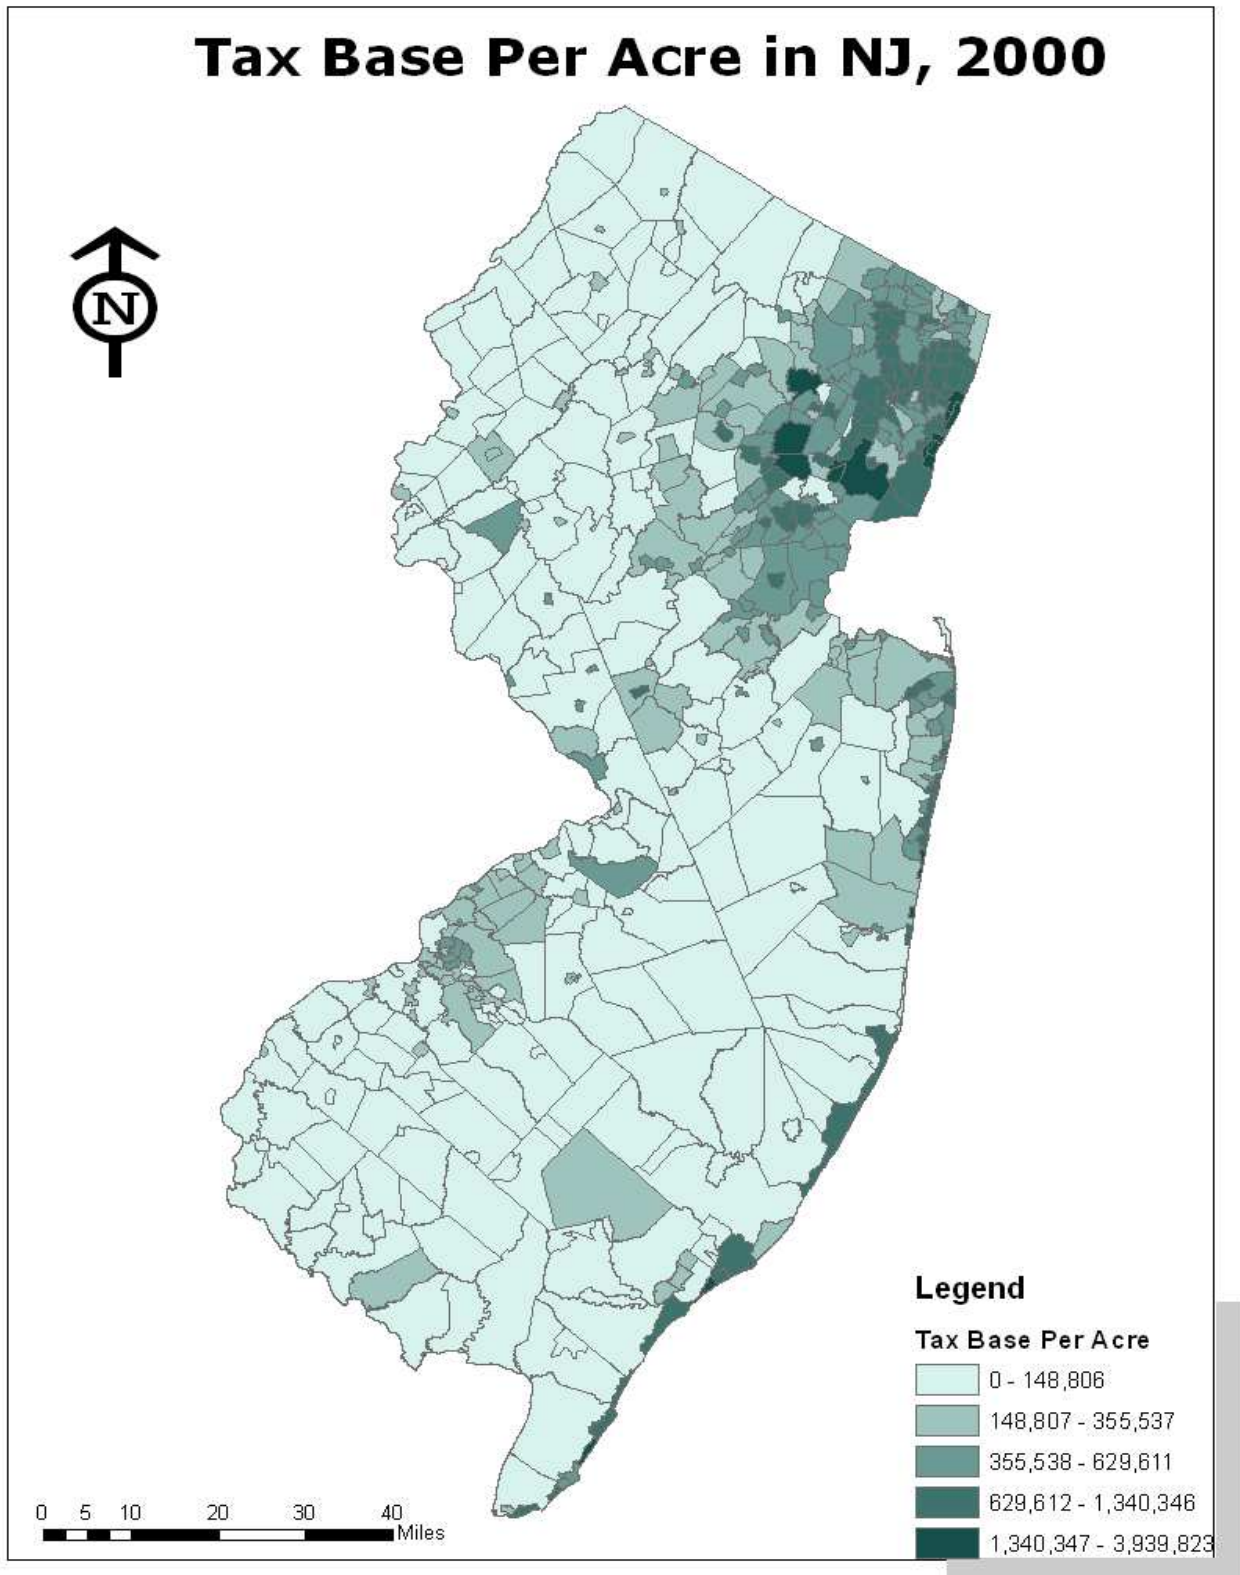 Tax Base Per Acre in NJ, 2000
N
Legend
Tax Base Per Acre
0 - 148,806
148,807 - 355,537
355,538 - 629,611
629,612 - 1,340,346
1,340,347 - 3,939,823
0 5 10 20 30 40
Miles